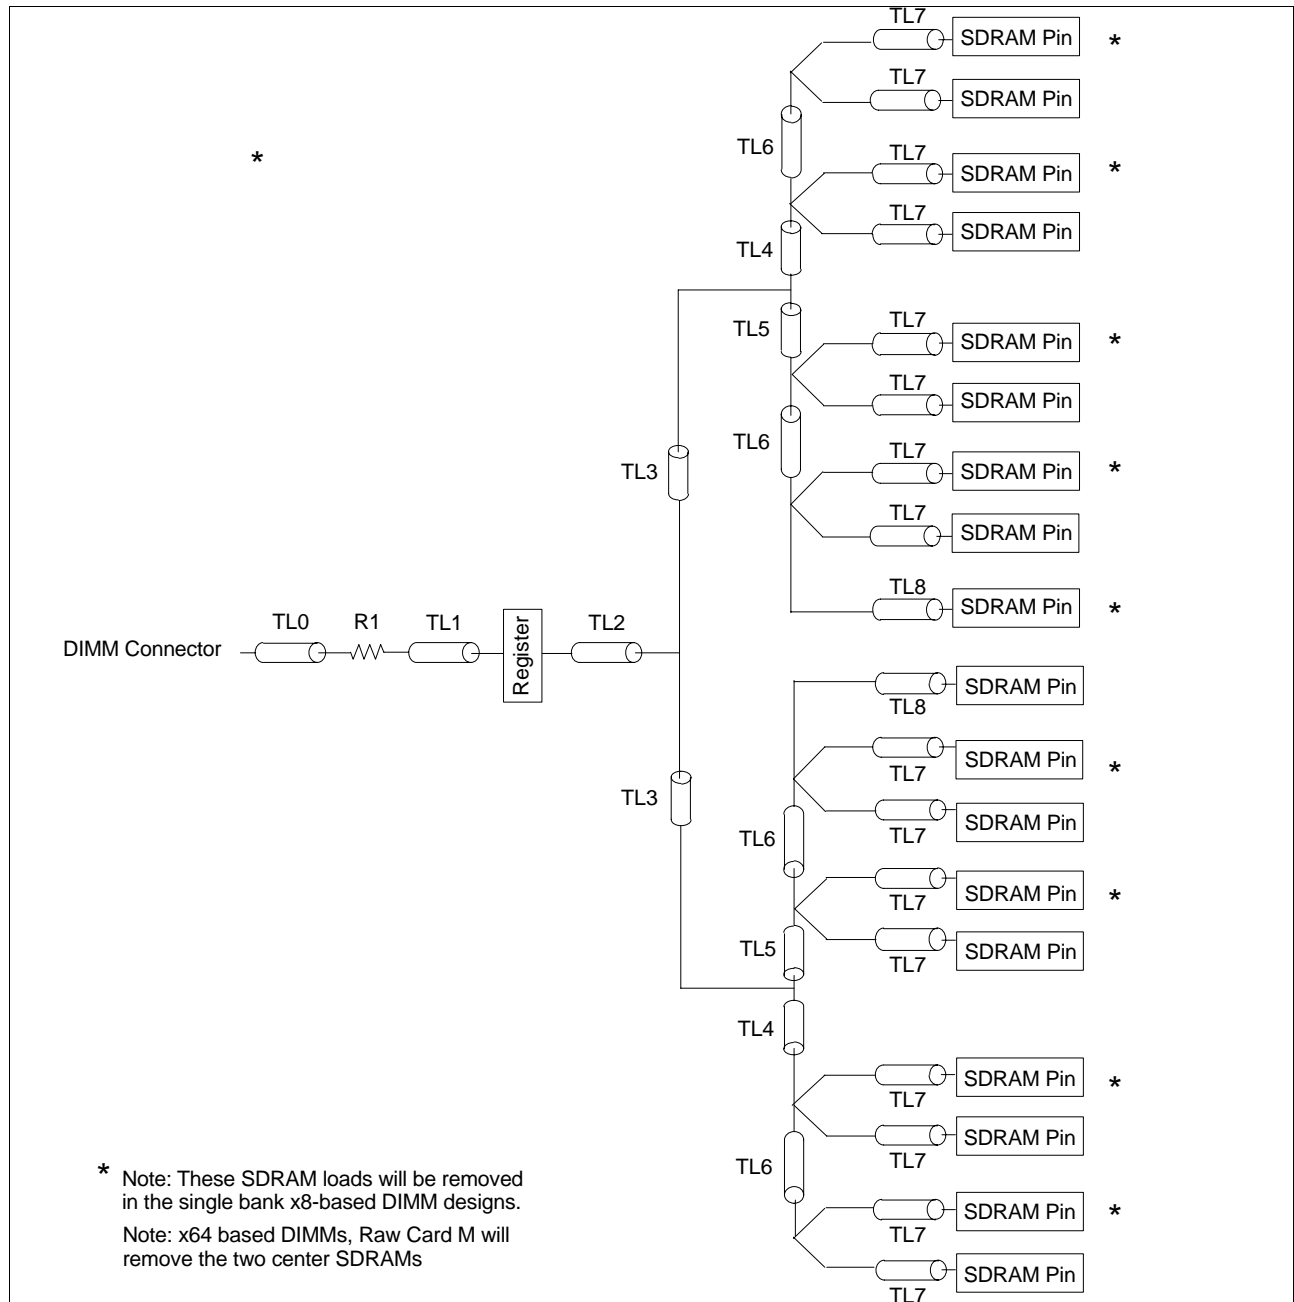 TL7
SDRAM Pin *
TL7
SDRAM Pin
TL6
*
TL7
SDRAM Pin *
TL7
SDRAM Pin
TL4
TL5
TL7
SDRAM Pin *
TL7
SDRAM Pin
TL6
TL7
SDRAM Pin *
TL3
TL7
SDRAM Pin
TL8
SDRAM Pin *
DIMM Connector
TL0
R1
TL1
Register
TL2
SDRAM Pin
TL8
SDRAM Pin *
TL7
TL3
SDRAM Pin
TL7
TL6
SDRAM Pin *
TL7
TL5
SDRAM Pin
TL7
TL4
SDRAM Pin *
TL7
SDRAM Pin
TL7
TL6
SDRAM Pin *
TL7
SDRAM Pin
TL7
* Note: These SDRAM loads will be removed
in the single bank x8-based DIMM designs.
Note: x64 based DIMMs, Raw Card M will
remove the two center SDRAMs